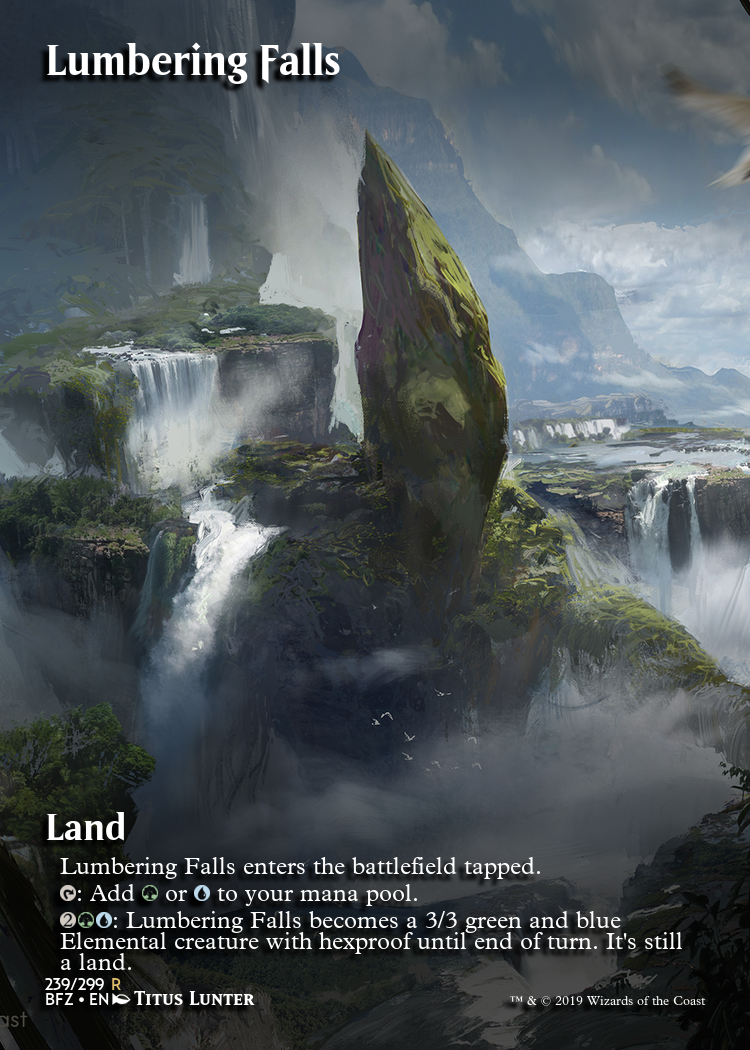 Lumbering Falls
Land
Lumbering Falls enters the battlefield tapped.
: Add or to your mana pool.
2: Lumbering Falls becomes a 3/3 green and blue
Elemental creature with hexproof until end of turn. It's still
a land.
239/299 R
BFZ • EN Titus Lunter
™ & © 2019 Wizards of the Coast
ast